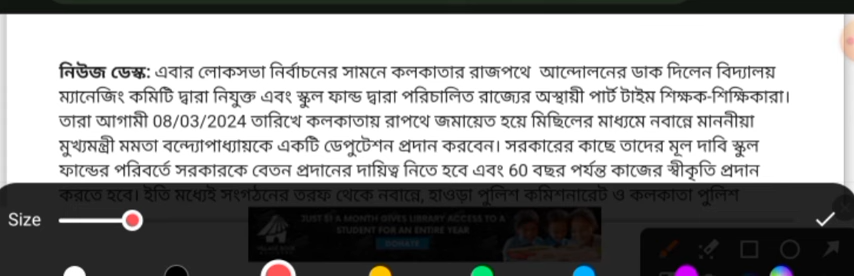 নিউজ ডেস্ক: এবার লোকসভা নির্বাচনের সামনে কলকাতার রাজপথে আন্দোলনের ডাক দিলেন বিদ্যালয়
ম্যানেজিং কমিটি দ্বারা নিযুক্ত এবং স্কুল ফান্ড দ্বারা পরিচালিত রাজ্যের অস্থায়ী পার্ট টাইম শিক্ষক-শিক্ষিকারা।
তারা আগামী 08/03/2024 তারিখে কলকাতায় রাপথে জমায়েত হয়ে মিছিলের মাধ্যমে নবান্নে মাননীয়া
মুখ্যমন্ত্রী মমতা বন্দ্যোপাধ্যায়কে একটি ডেপুটেশন প্রদান করবেন। সরকারের কাছে তাদের মূল দাবি স্কুল
ফান্ডের পরিবর্তে সরকারকে বেতন প্রদানের দায়িত্ব নিতে হবে এবং 60 বছর পর্যন্ত কাজের স্বীকৃতি প্রদান
করতে হবে। ইতি মধ্যেই সংগঠনের তরফ থেকে নবান্নে, হাওড়া পুলিশ কমিশনারেট ও কলকাতা পুলিশ
Size
JUST $1 A MONTH GIVES LIBRARY ACCESS TO A
STUDENT FOR AN ENTIRE YEAR
DONATE